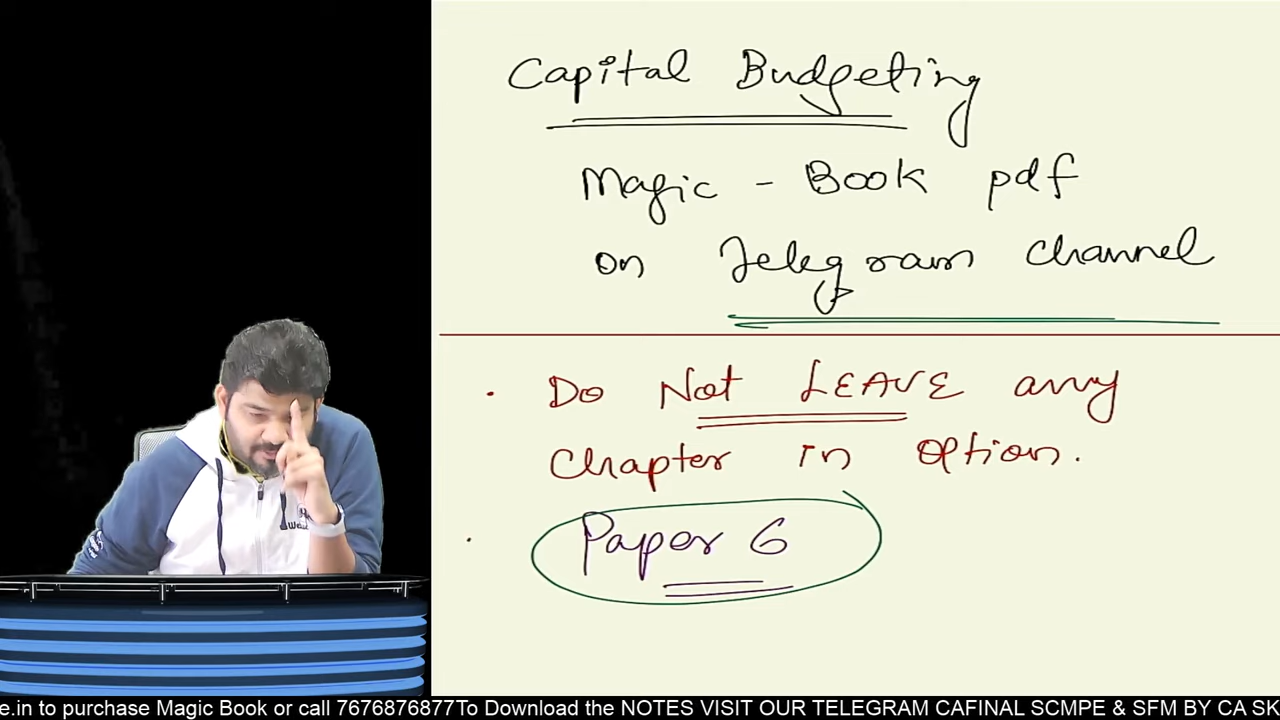 Capital Budgeting
Magic - Book pdf
on Telegram channel
. Do Not LEAVE any
Chapter in Option.
. Paper 6
e.in to purchase Magic Book or call 7676876877To Download the NOTES VISIT OUR TELEGRAM CAFINAL SCMPE & SFM BY CA SK